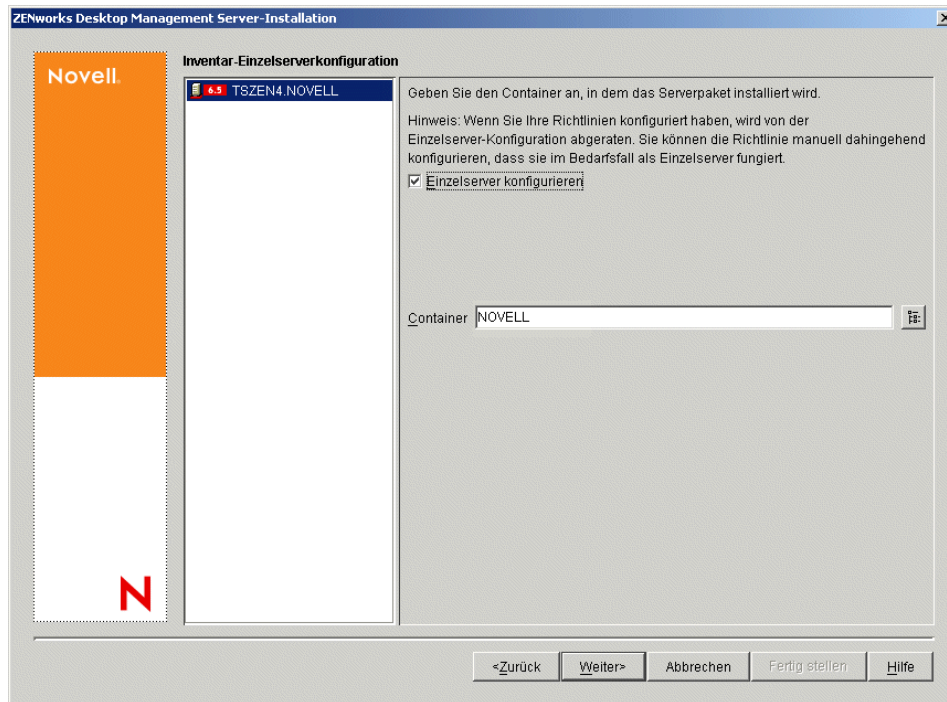 ZENworks Desktop Management Server-Installation
Novell.
Inventar-Einzelserverkonfiguration
6.5 TSZEN4.NOVELL
Geben Sie den Container an, in dem das Serverpaket installiert wird.
Hinweis: Wenn Sie Ihre Richtlinien konfiguriert haben, wird von der
Einzelserver-Konfiguration abgeraten. Sie können die Richtlinie manuell dahingehend
konfigurieren, dass sie im Bedarfsfall als Einzelserver fungiert.
Einzelserver konfigurieren
Container NOVELL
N
<Zurück Weiter> Abbrechen Fertig stellen Hilfe